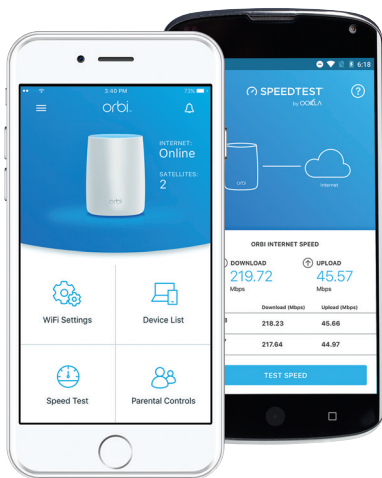 3:40 PM
73%
orbi
INTERNET:
Online
SATELLITES:
2
orbi
WiFi Settings
Device List
Speed Test
Parental Controls
6:18
SPEEDTEST
?
by OOKLA
orbi
Internet
ORBI INTERNET SPEED
DOWNLOAD
UPLOAD
219.72
45.57
Mbps
Mbps
Download (Mbps)
Upload (Mbps)
218.23
45.66
217.64
44.97
TEST SPEED